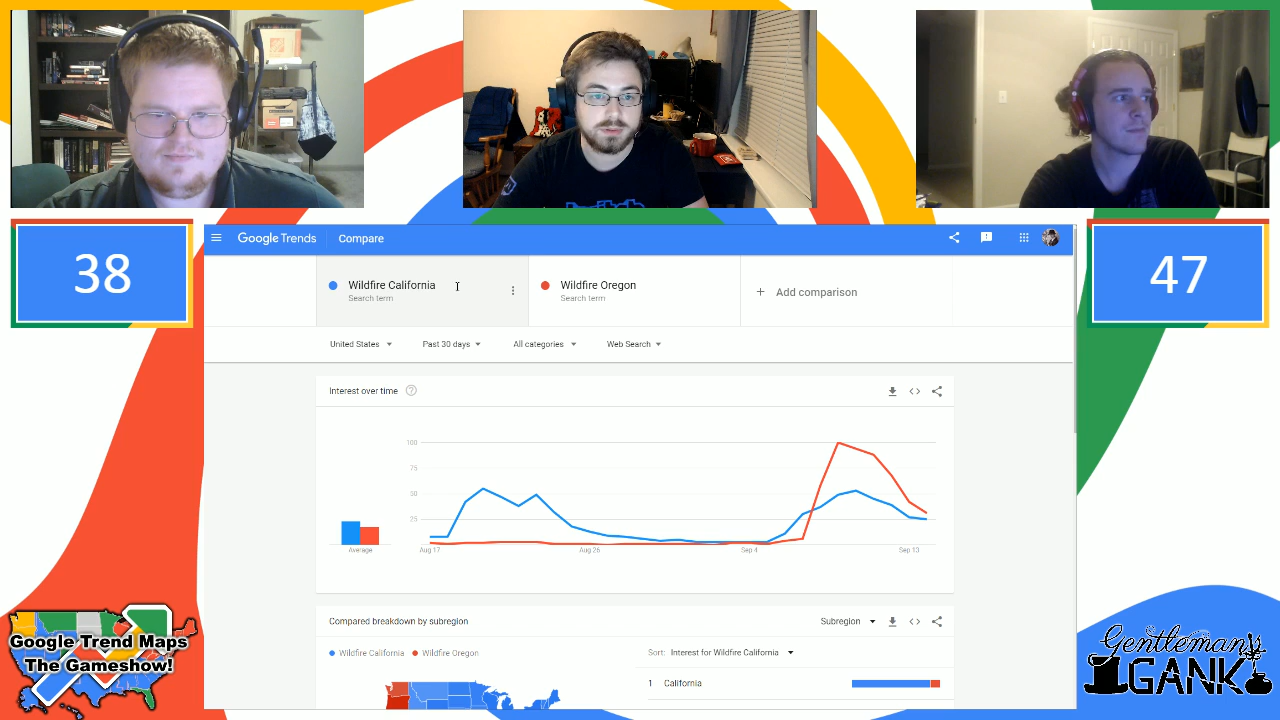 38
47
Google Trends
Compare
Wildfire California
Search term
Wildfire Oregon
Search term
+ Add comparison
United States
Past 30 days
All categories
Web Search
Interest over time
100
75
50
25
Average
Aug 17
Aug 26
Sep 4
Sep 13
Compared breakdown by subregion
Subregion
Wildfire California
Wildfire Oregon
Sort: Interest for Wildfire California
1 California
Google Trend Maps
The Gameshow!
Gentleman's
GANK